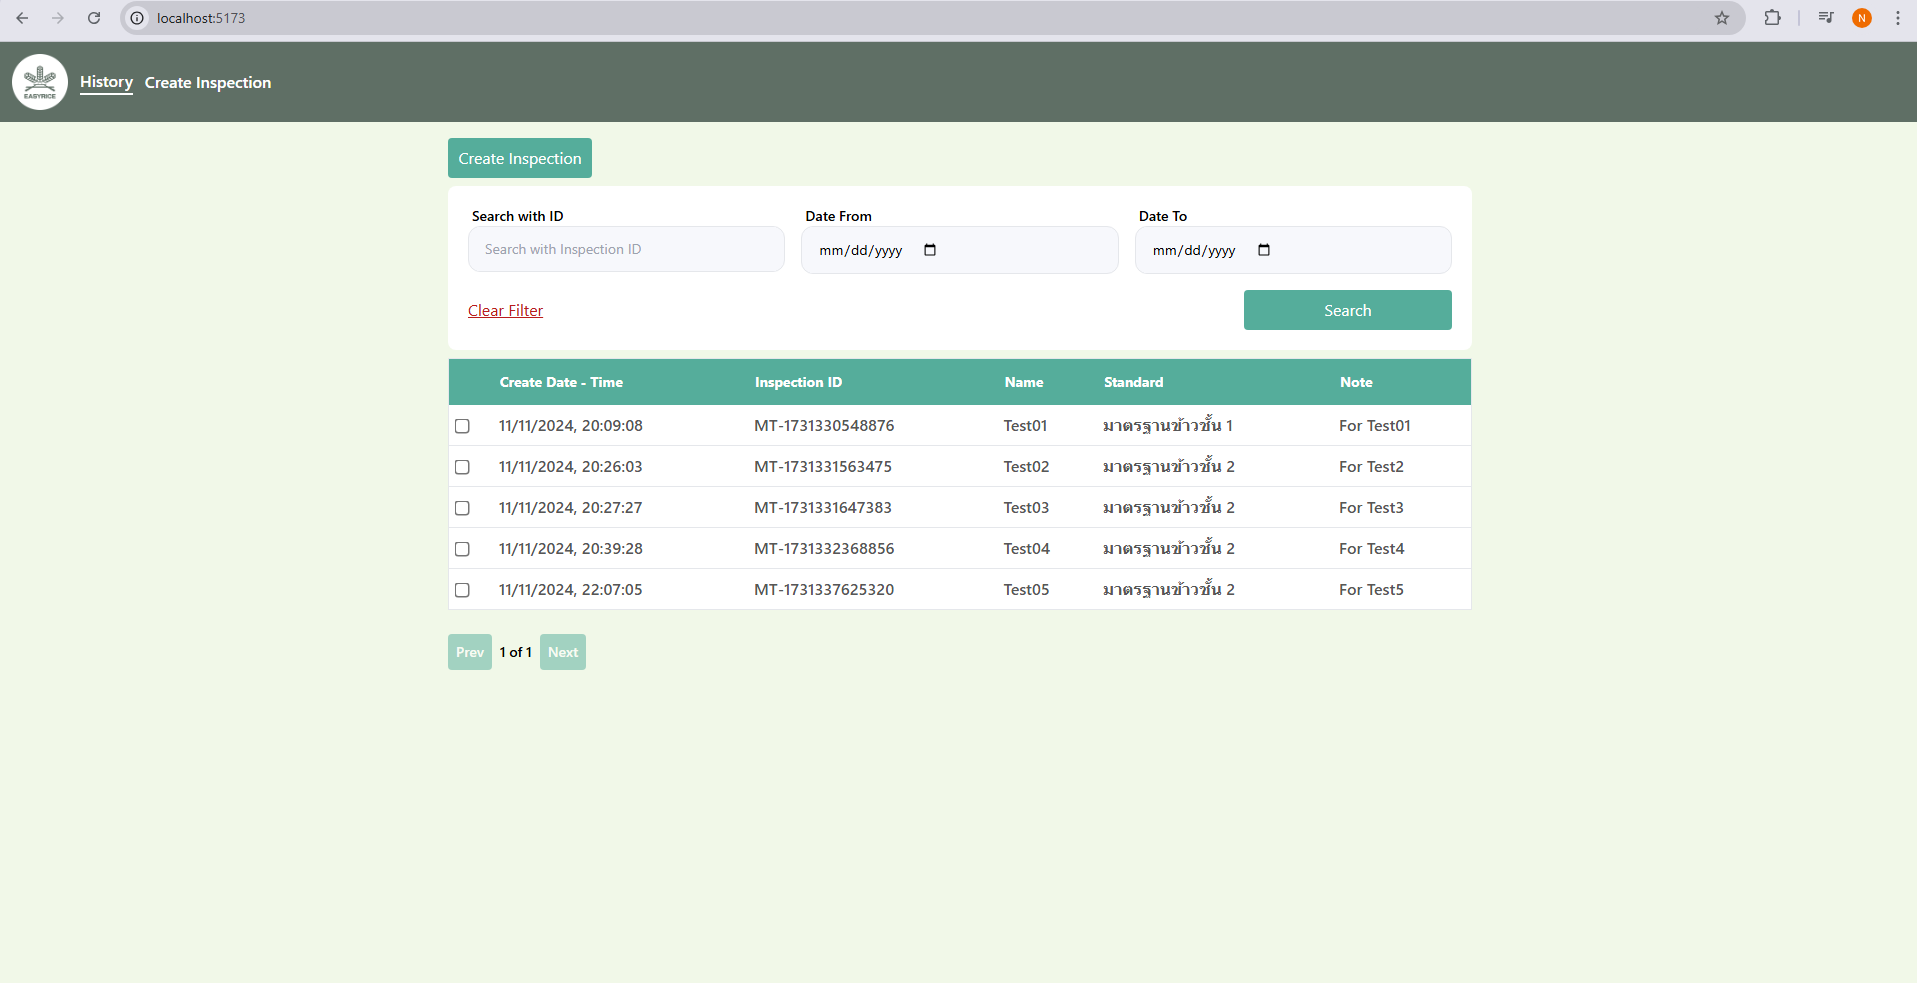 localhost:5173
N
EASYRICE
History
Create Inspection
Create Inspection
Search with ID
Date From
Date To
Search with Inspection ID
mm/dd/yyyy
mm/dd/yyyy
Clear Filter
Search
Create Date - Time Inspection ID Name Standard Note
11/11/2024, 20:09:08 MT-1731330548876 Test01 มาตรฐานข้าวชั้น 1 For Test01
11/11/2024, 20:26:03 MT-1731331563475 Test02 มาตรฐานข้าวชั้น 2 For Test2
11/11/2024, 20:27:27 MT-1731331647383 Test03 มาตรฐานข้าวชั้น 2 For Test3
11/11/2024, 20:39:28 MT-1731332368856 Test04 มาตรฐานข้าวชั้น 2 For Test4
11/11/2024, 22:07:05 MT-1731337625320 Test05 มาตรฐานข้าวชั้น 2 For Test5
Prev 1 of 1 Next